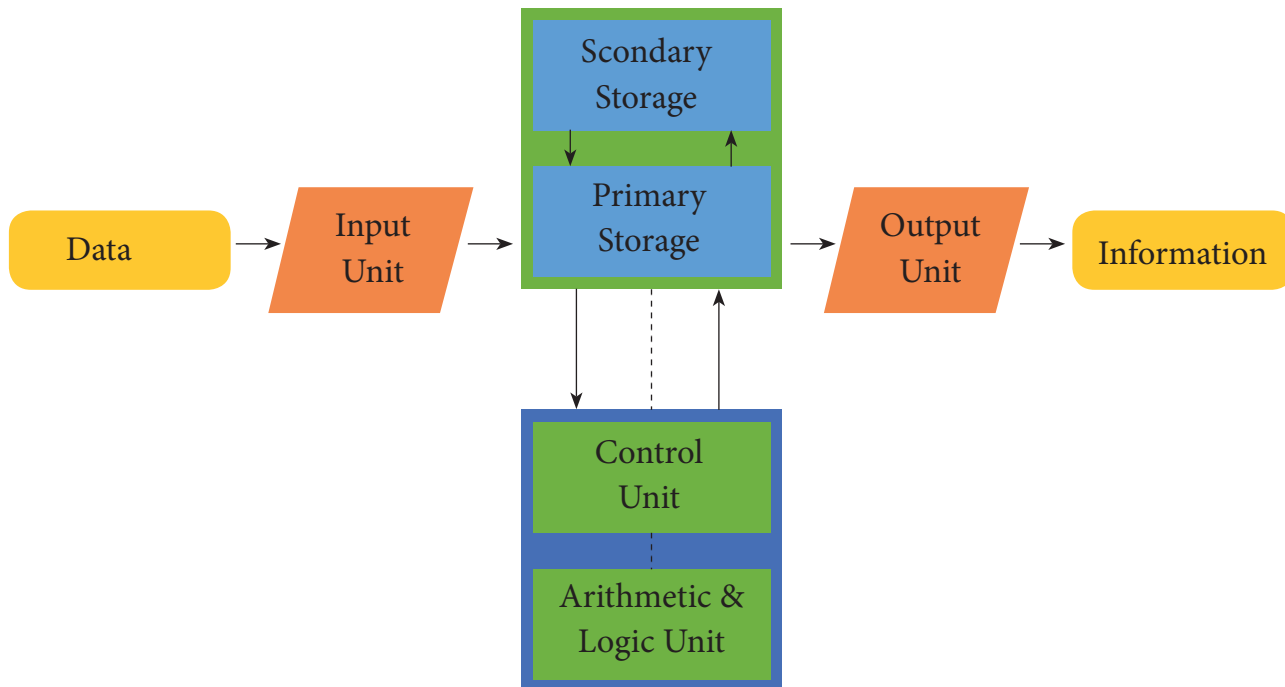 Scondary
Storage
Primary
Storage
Data
Input
Unit
Output
Unit
Information
Control
Unit
Arithmetic &
Logic Unit